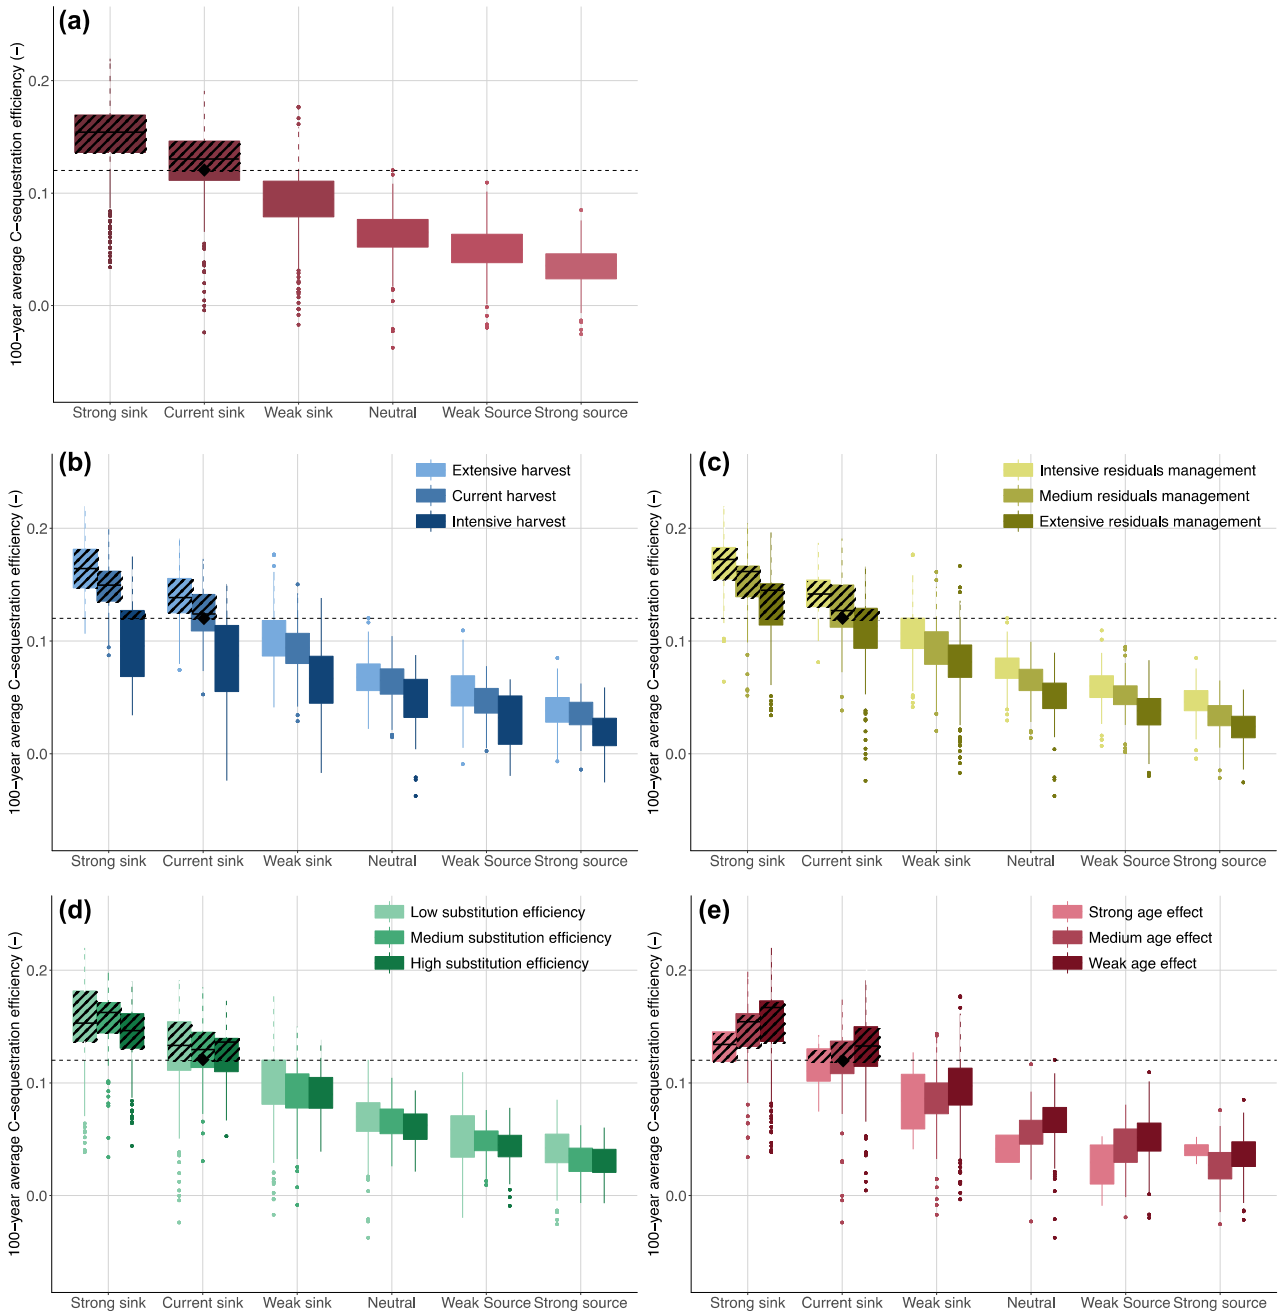 (a)
100−year average C−sequestration efficiency (−)
0.2
0.1
0.0
Strong sink Current sink Weak sink Neutral Weak Source Strong source
(b)
Extensive harvest
Current harvest
Intensive harvest
100−year average C−sequestration efficiency (−)
0.2
0.1
0.0
Strong sink Current sink Weak sink Neutral Weak Source Strong source
(c)
Intensive residuals management
Medium residuals management
Extensive residuals management
100−year average C−sequestration efficiency (−)
0.2
0.1
0.0
Strong sink Current sink Weak sink Neutral Weak Source Strong source
(d)
Low substitution efficiency
Medium substitution efficiency
High substitution efficiency
100−year average C−sequestration efficiency (−)
0.2
0.1
0.0
Strong sink Current sink Weak sink Neutral Weak Source Strong source
(e)
Strong age effect
Medium age effect
Weak age effect
100−year average C−sequestration efficiency (−)
0.2
0.1
0.0
Strong sink Current sink Weak sink Neutral Weak Source Strong source